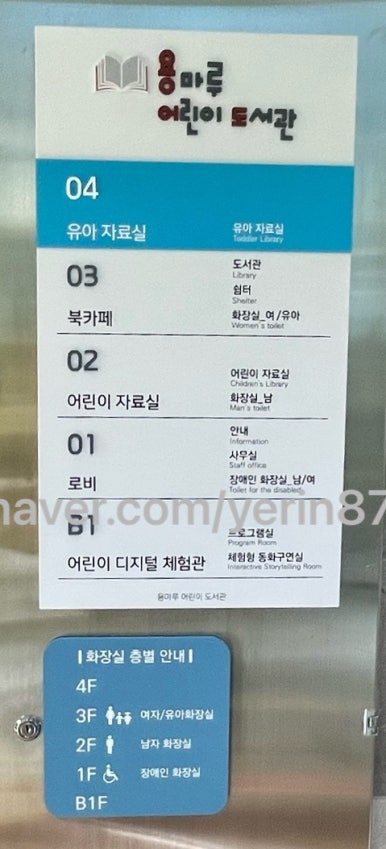 용마루
어린이 도서관
04
유아 자료실
유아 자료실
Toddler Library
03
북카페
도서관
Library
쉼터
Shelter
화장실_여/유아
Women's toilet
02
어린이 자료실
어린이 자료실
Children's Library
화장실_남
Man's toilet
01
로비
안내
Information
사무실
Staff office
장애인 화장실_남/여
Toilet for the disabled
naver.com/yerin87
B1
어린이 디지털 체험관
프로그램실
Program Room
체험형 동화구연실
Interactive Storytelling Room
용마루 어린이 도서관
화장실 층별 안내
4F
3F 여자/유아화장실
2F 남자 화장실
1F 장애인 화장실
B1F